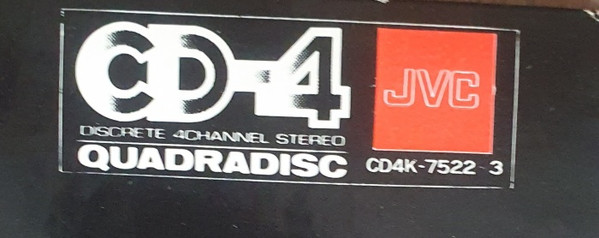 CD-4
DISCRETE 4CHANNEL STEREO
QUADRADISC
JVC
CD4K-7522-3